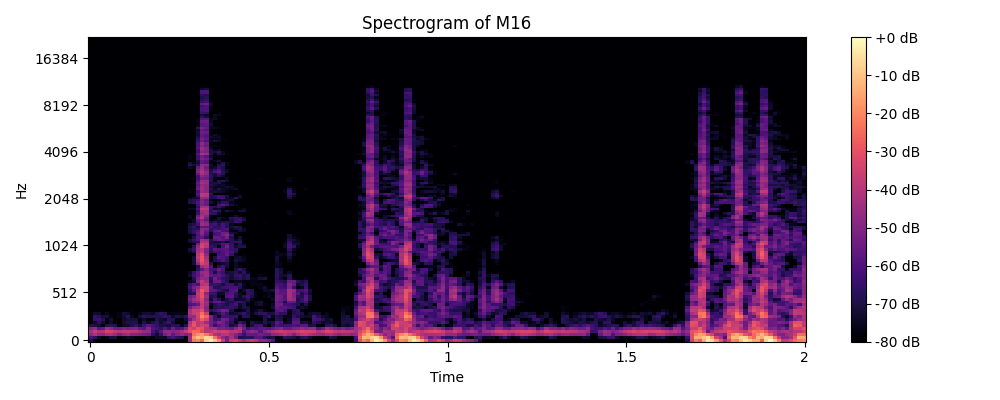 Spectrogram of M16
Hz
16384
8192
4096
2048
1024
512
0
0 0.5 1 1.5 2
Time
+0 dB
-10 dB
-20 dB
-30 dB
-40 dB
-50 dB
-60 dB
-70 dB
-80 dB